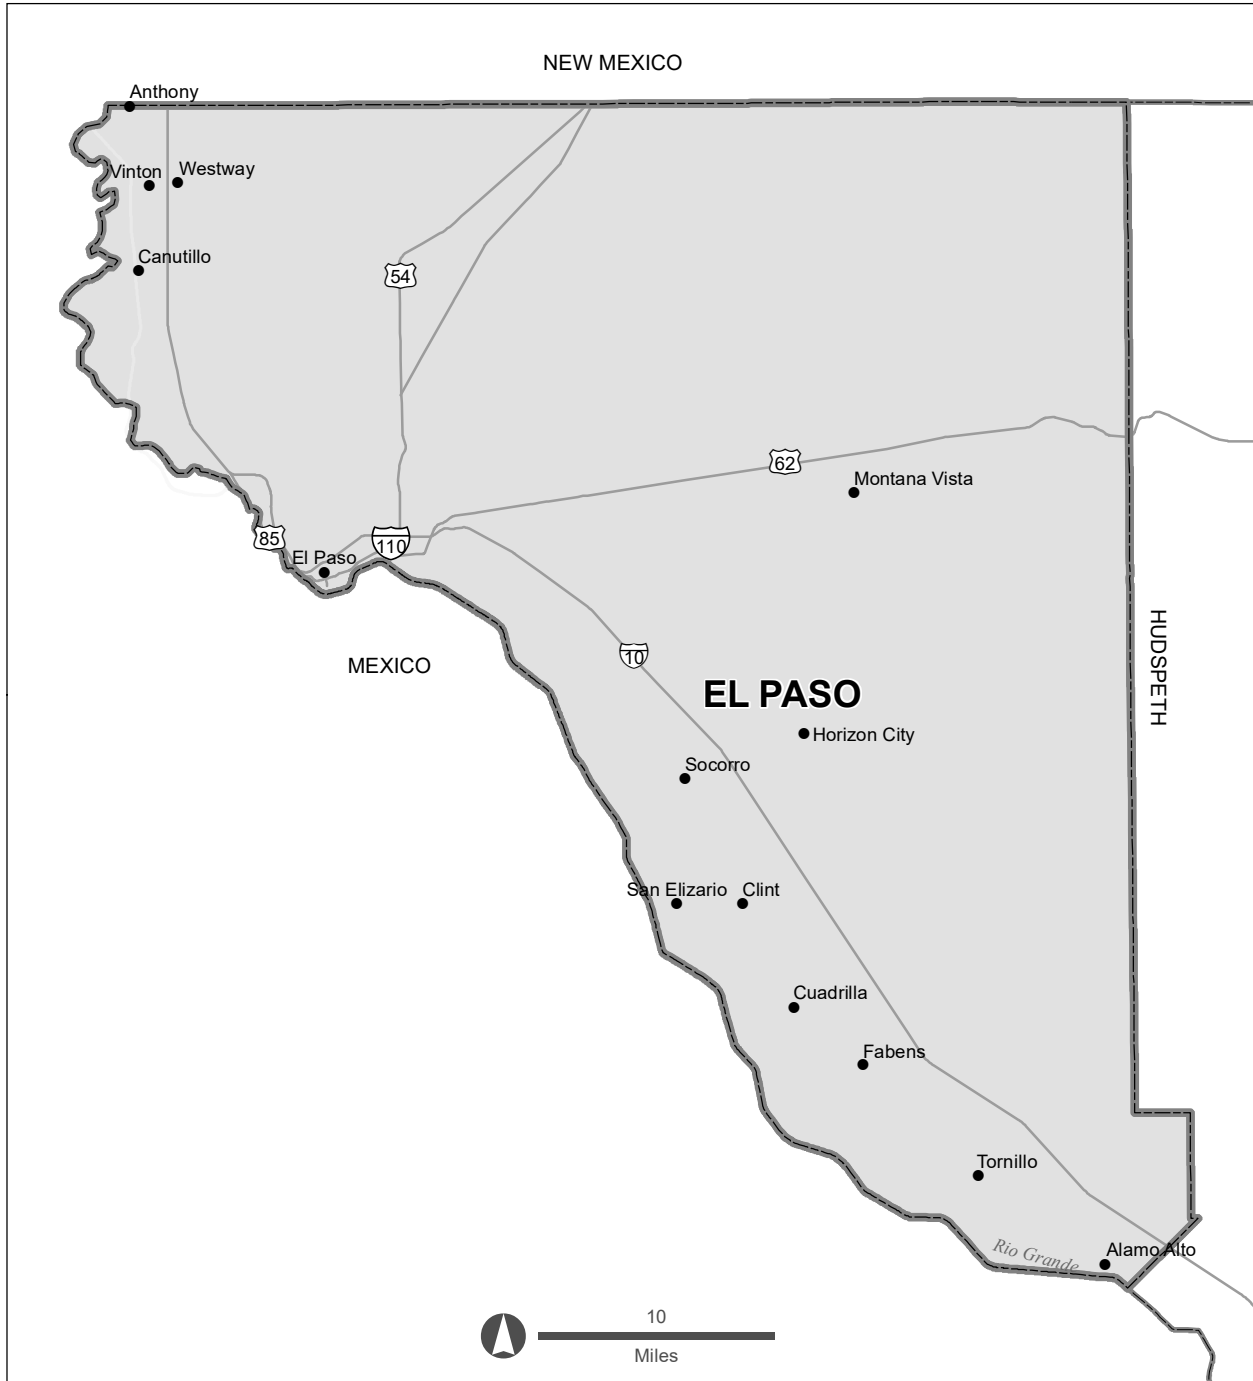 NEW MEXICO
Anthony
Vinton
Westway
Canutillo
54
62
Montana Vista
85
110
El Paso
HUDSPETH
MEXICO
10
EL PASO
Horizon City
Socorro
San Elizario
Clint
Cuadrilla
Fabens
Tornillo
Rio Grande
Alamo Alto
10
Miles